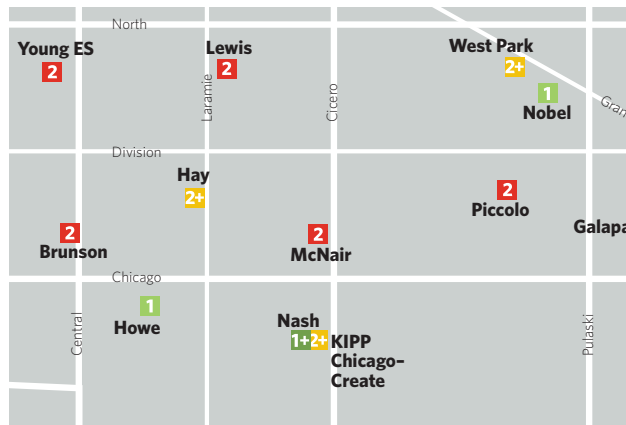 North
Young ES
2
Lewis
2
West Park
2+
1
Nobel
Laramie
Cicero
Division
Hay
2+
2
Piccolo
2
Brunson
2
McNair
Chicago
1
Howe
Nash
1+
2+
KIPP
Chicago–
Create
Central
Pulaski